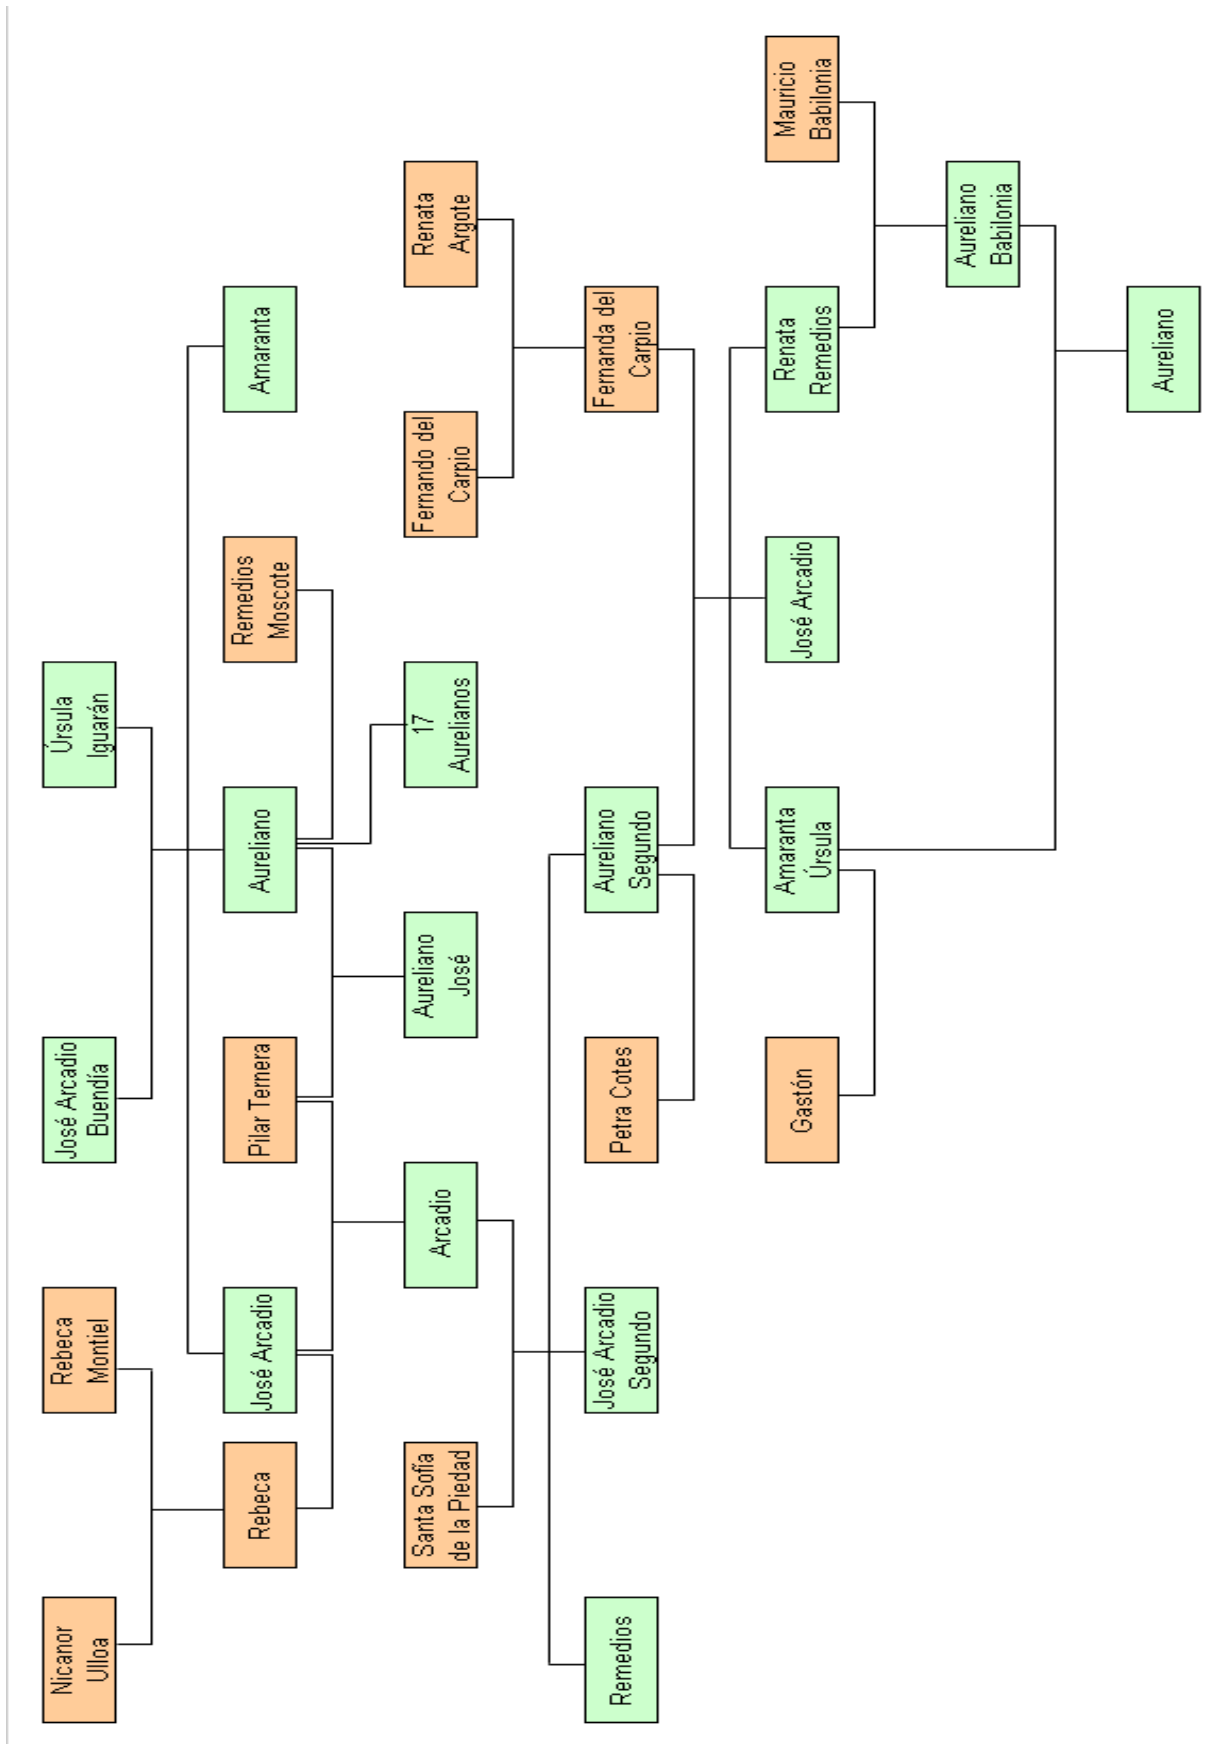 Nicanor
Ulloa
Rebeca
Montiel
José Arcadio
Buendía
Úrsula
Iguarán
Rebeca
José Arcadio
Pilar Ternera
Aureliano
Remedios
Moscote
Amaranta
Santa Sofía
de la Piedad
Arcadio
Aureliano
José
17
Aurelianos
Fernando del
Carpio
Renata
Argote
Remedios
José Arcadio
Segundo
Petra Cotes
Aureliano
Segundo
Fernanda del
Carpio
Gastón
Amaranta
Úrsula
José Arcadio
Renata
Remedios
Mauricio
Babilonia
Aureliano
Babilonia
Aureliano